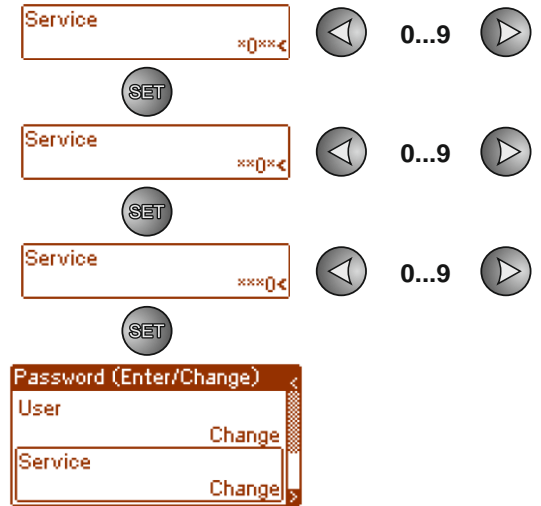 Service
*0**< 0...9
SET
Service
**0*< 0...9
SET
Service
***0< 0...9
SET
Password (Enter/Change) <
User
Change
Service
Change >